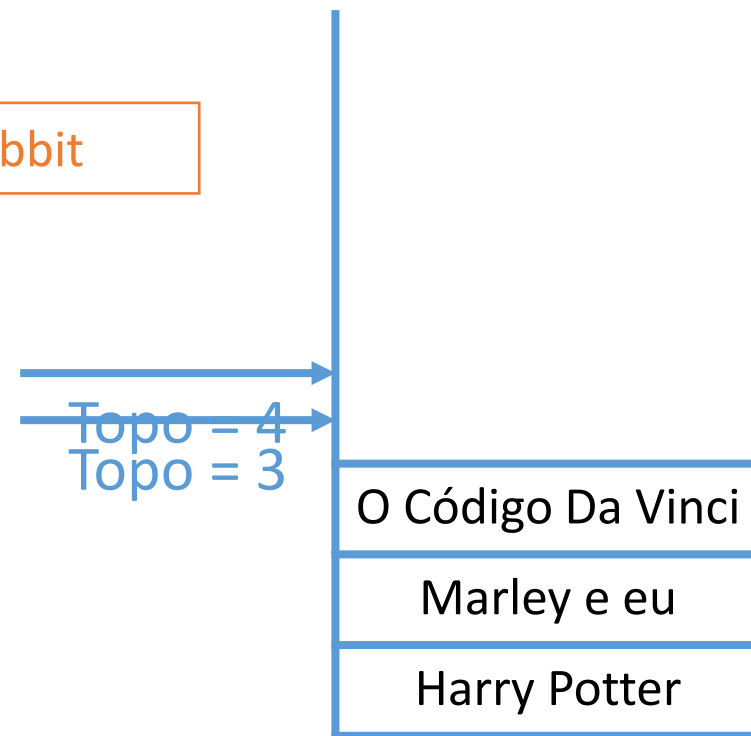 bbit
Topo = 4
Topo = 3
O Código Da Vinci
Marley e eu
Harry Potter